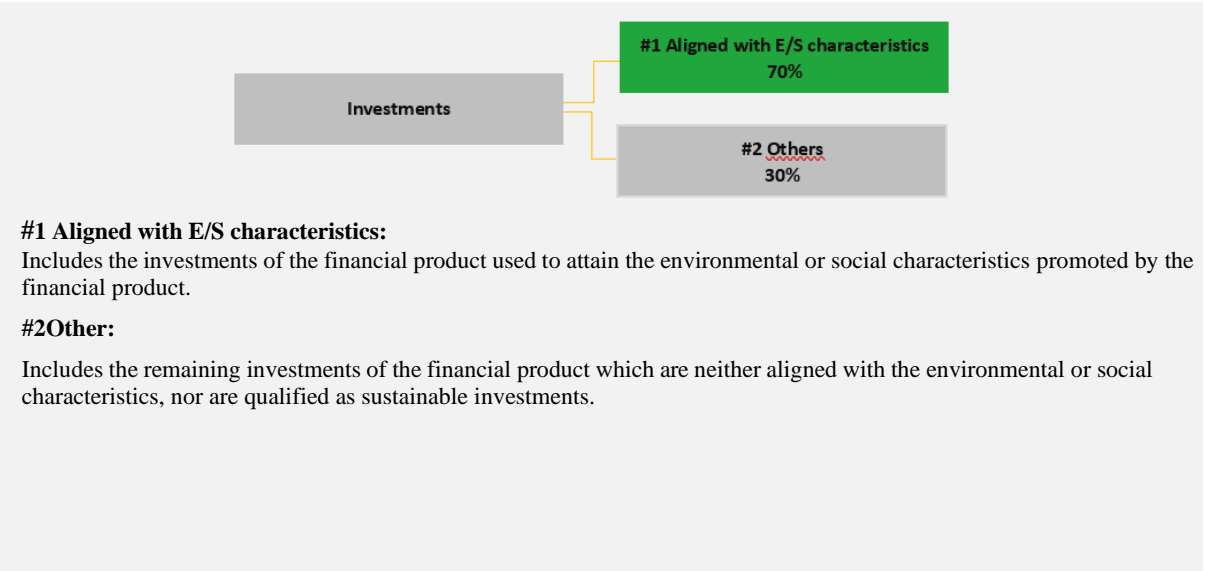 #1 Aligned with E/S characteristics
70%
Investments
#2 Others
30%
#1 Aligned with E/S characteristics:
Includes the investments of the financial product used to attain the environmental or social characteristics promoted by the
financial product.
#2Other:
Includes the remaining investments of the financial product which are neither aligned with the environmental or social
characteristics, nor are qualified as sustainable investments.